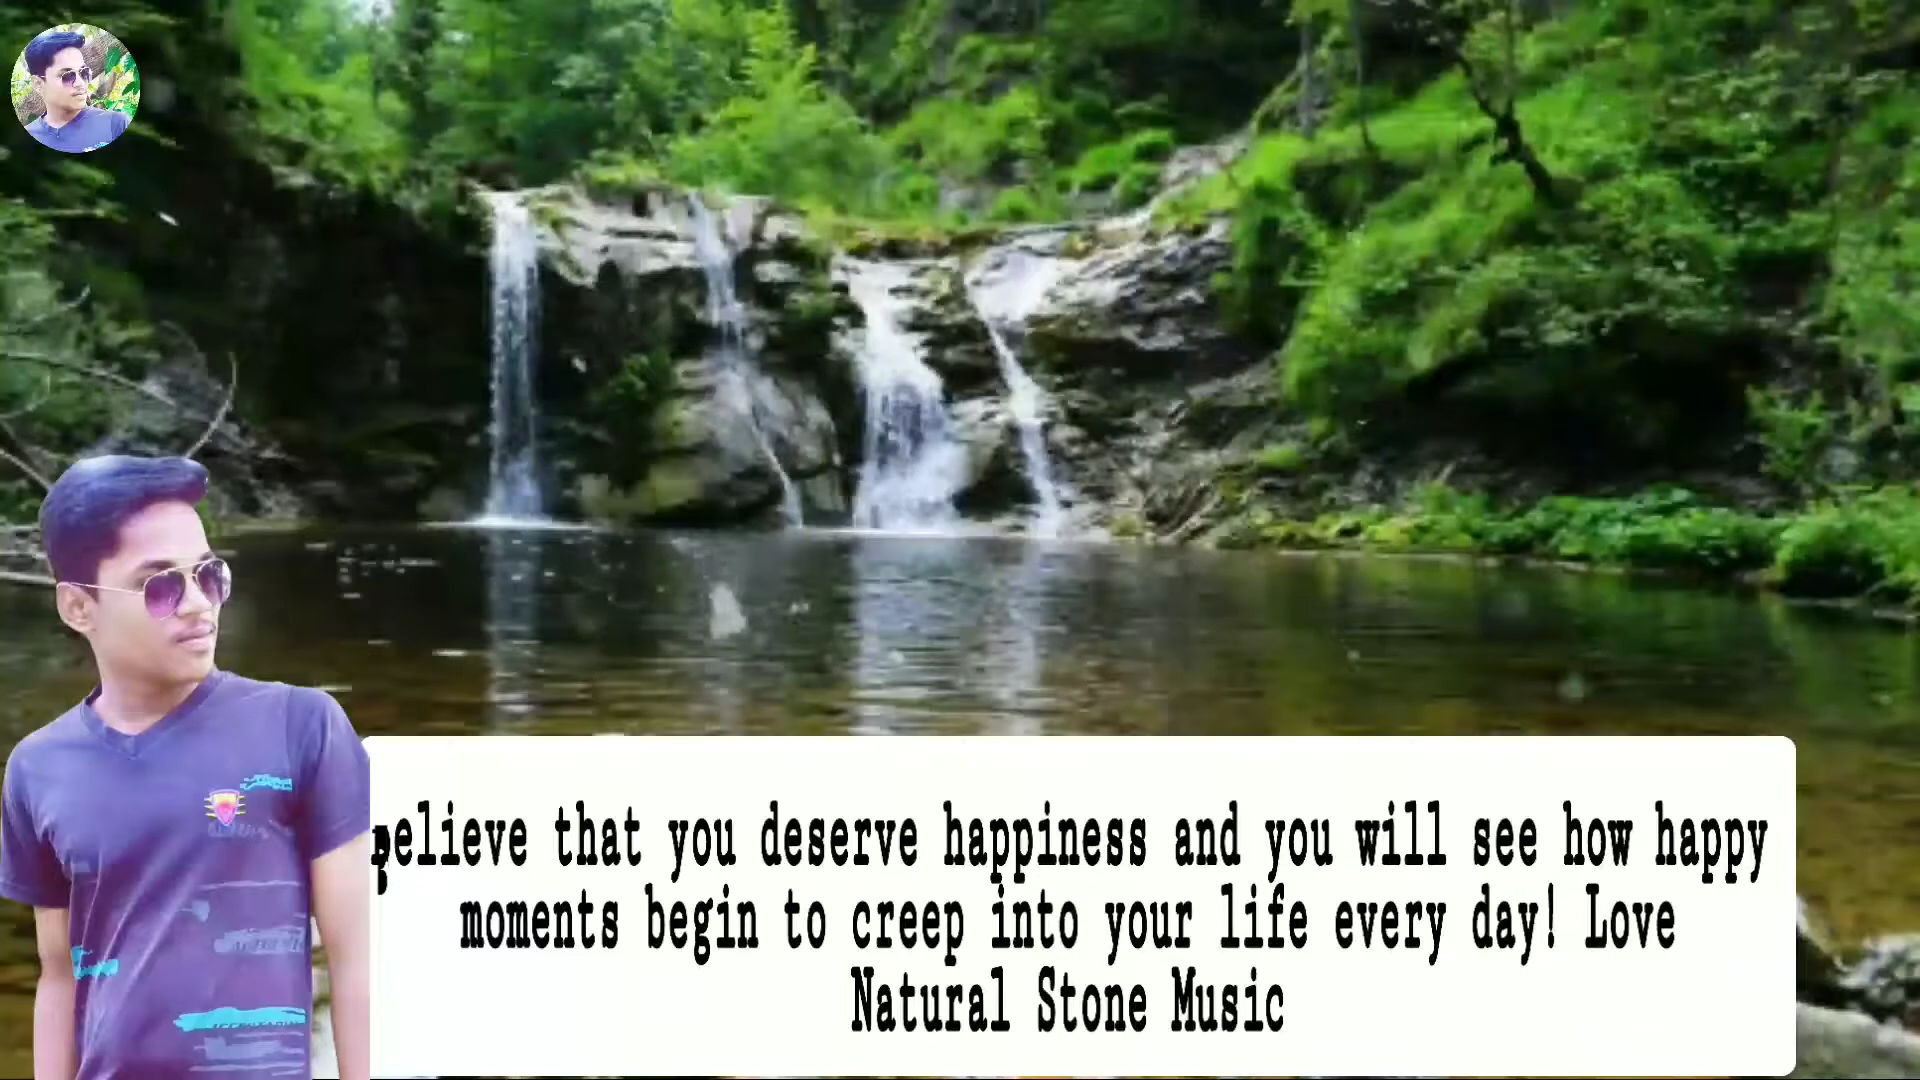 believe that you deserve happiness and you will see how happy
moments begin to creep into your life every day! Love
Natural Stone Music